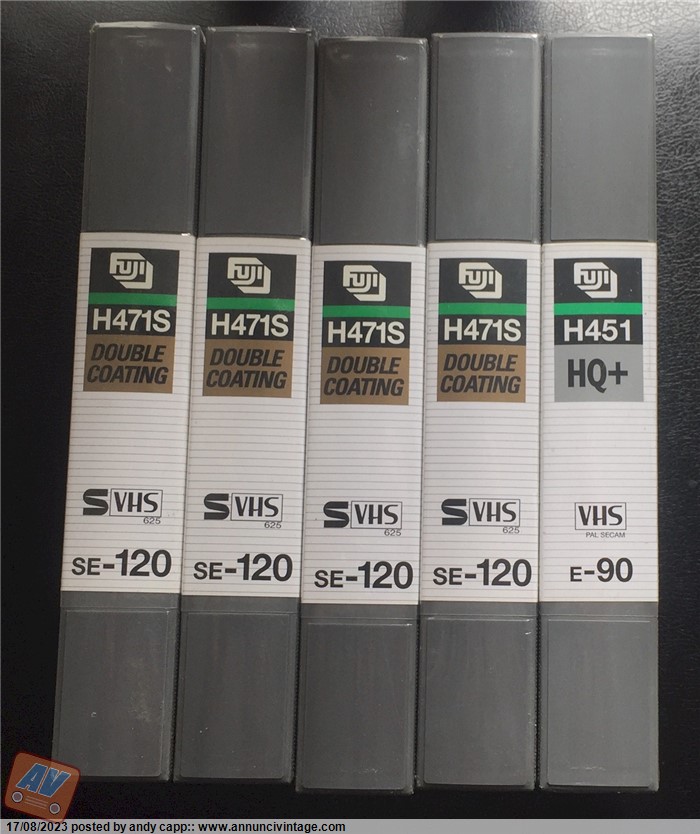 FUJI
H471S
DOUBLE
COATING
S VHS
625
SE-120
FUJI
H471S
DOUBLE
COATING
S VHS
625
SE-120
FUJI
H471S
DOUBLE
COATING
S VHS
625
SE-120
FUJI
H471S
DOUBLE
COATING
S VHS
625
SE-120
FUJI
H451
HQ+
VHS
PAL SECAM
E-90
AV
17/08/2023 posted by andy capp:: www.annuncivintage.com